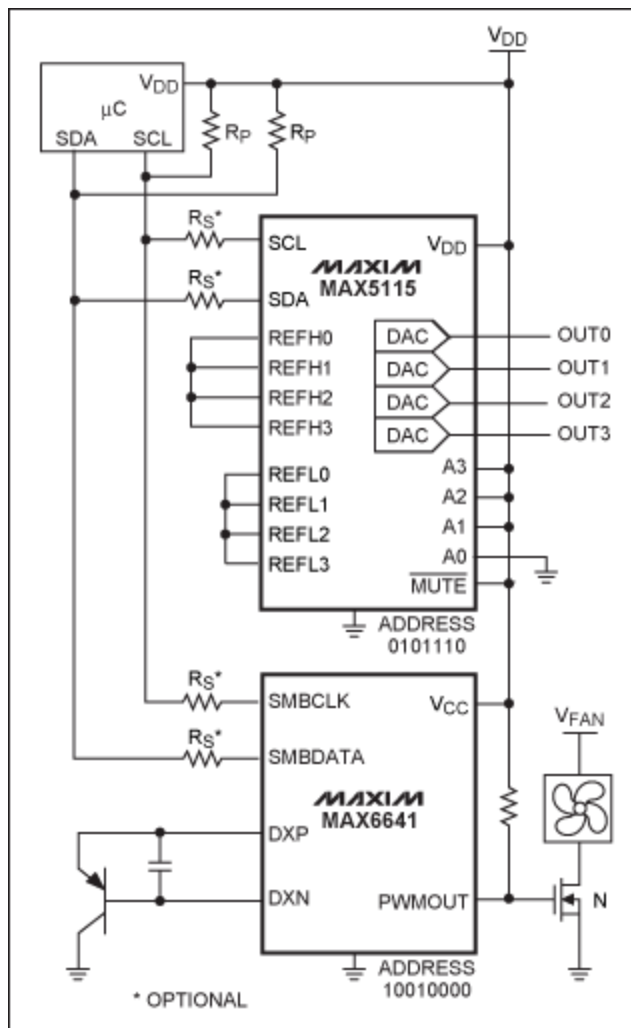 VDD
VDD
μC
SDA SCL
RP RP
RS*
SCL
VDD
MAXIM
MAX5115
RS*
SDA
REFH0
DAC OUT0
REFH1
DAC OUT1
REFH2
DAC OUT2
REFH3
DAC OUT3
REFL0
A3
REFL1
A2
REFL2
A1
REFL3
A0
MUTE
ADDRESS
0101110
RS*
SMBCLK
VCC
RS*
SMBDATA
VFAN
MAXIM
MAX6641
DXP
DXN
PWMOUT
N
ADDRESS
10010000
* OPTIONAL